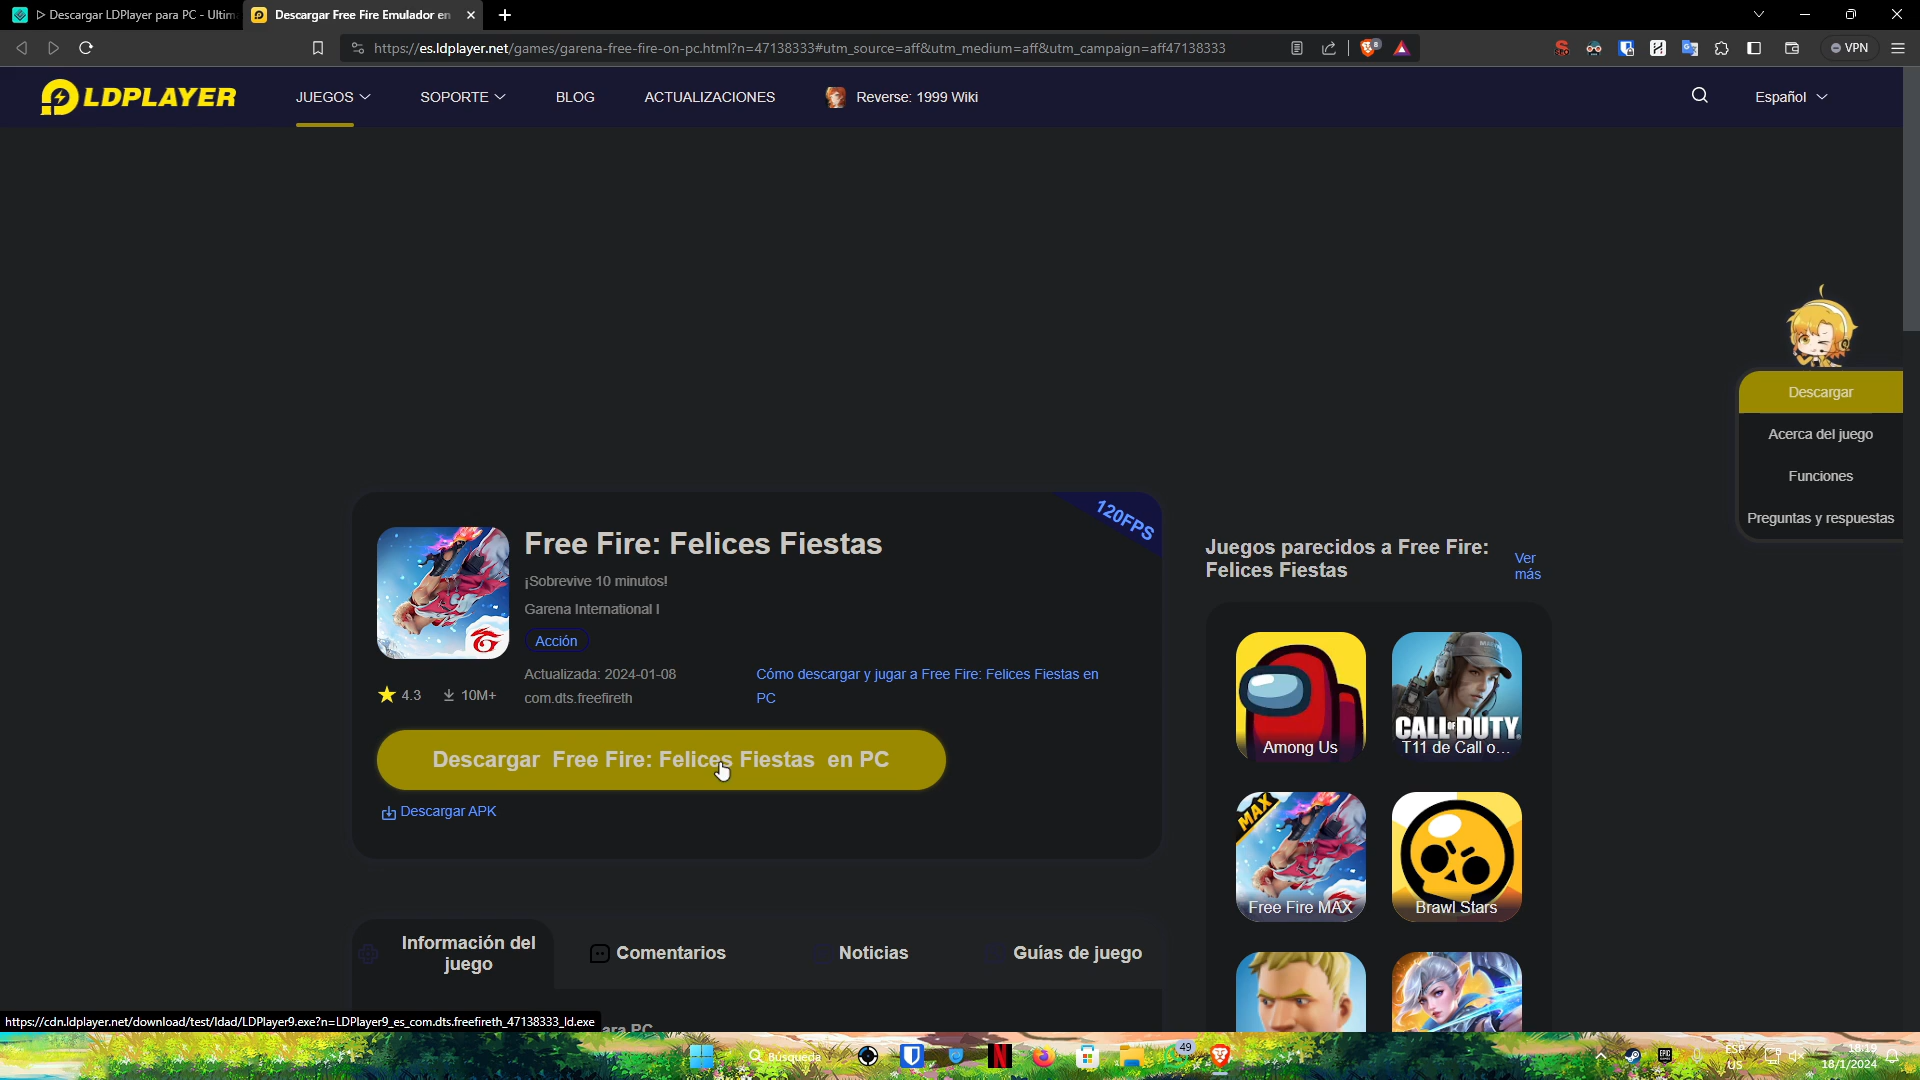 Descargar LDPlayer para PC - Ultim
Descargar Free Fire Emulador en
https://es.ldplayer.net/games/garena-free-fire-on-pc.html?n=47138333#utm_source=aff&utm_medium=aff&utm_campaign=aff47138333
8
VPN
LDPLAYER
JUEGOS
SOPORTE
BLOG
ACTUALIZACIONES
Reverse: 1999 Wiki
Español
Descargar
Acerca del juego
Funciones
Preguntas y respuestas
120FPS
Free Fire: Felices Fiestas
¡Sobrevive 10 minutos!
Garena International I
Acción
4.3
10M+
Actualizada: 2024-01-08
com.dts.freefireth
Cómo descargar y jugar a Free Fire: Felices Fiestas en
PC
Descargar Free Fire: Felices Fiestas en PC
Descargar APK
Juegos parecidos a Free Fire:
Felices Fiestas
Ver
más
Among Us
CALL OF DUTY
T11 de Call o...
MAX
Free Fire MAX
Brawl Stars
Información del
juego
Comentarios
Noticias
Guías de juego
https://cdn.ldplayer.net/download/test/ldad/LDPlayer9.exe?n=LDPlayer9_es_com.dts.freefireth_47138333_ld.exe
para PC
Búsqueda
49
EPIC
ESP
US
18:19
18/1/2024